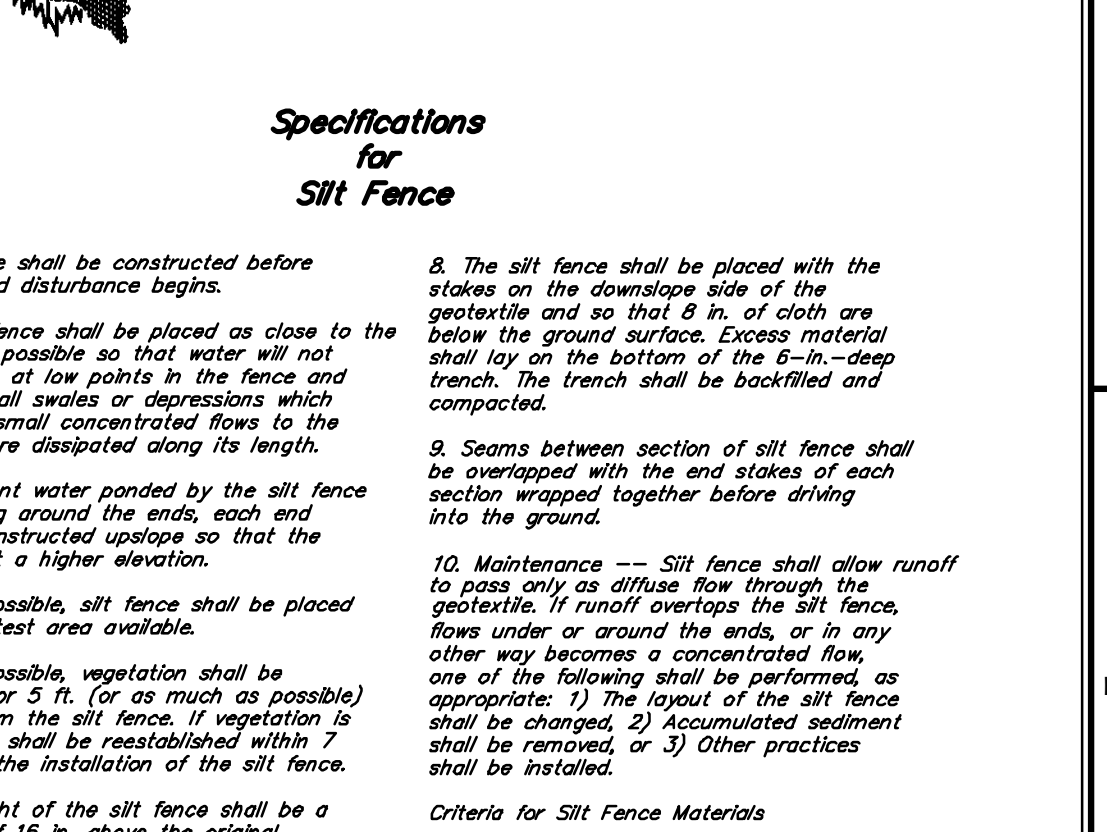 Specifications
for
Silt Fence
shall be constructed before
disturbance begins.
shall be placed as close to the
possible so that water will not
at low points in the fence and
swales or depressions which
small concentrated flows to the
dissipated along its length.
water ponded by the silt fence
around the ends, each end
upslope so that the
a higher elevation.
silt fence shall be placed
area available.
vegetation shall be
5 ft. (or as much as possible)
the silt fence. If vegetation is
shall be reestablished within 7
the installation of the silt fence.
of the silt fence shall be a
16 in. above the original
8. The silt fence shall be placed with the
stakes on the downslope side of the
geotextile and so that 8 in. of cloth are
below the ground surface. Excess material
shall lay on the bottom of the 6-in.-deep
trench. The trench shall be backfilled and
compacted.
9. Seams between section of silt fence shall
be overlapped with the end stakes of each
section wrapped together before driving
into the ground.
10. Maintenance -- Siit fence shall allow runoff
to pass only as diffuse flow through the
geotextile. If runoff overtops the silt fence,
flows under or around the ends, or in any
other way becomes a concentrated flow,
one of the following shall be performed, as
appropriate: 1) The layout of the silt fence
shall be changed, 2) Accumulated sediment
shall be removed, or 3) Other practices
shall be installed.
Criteria for Silt Fence Materials